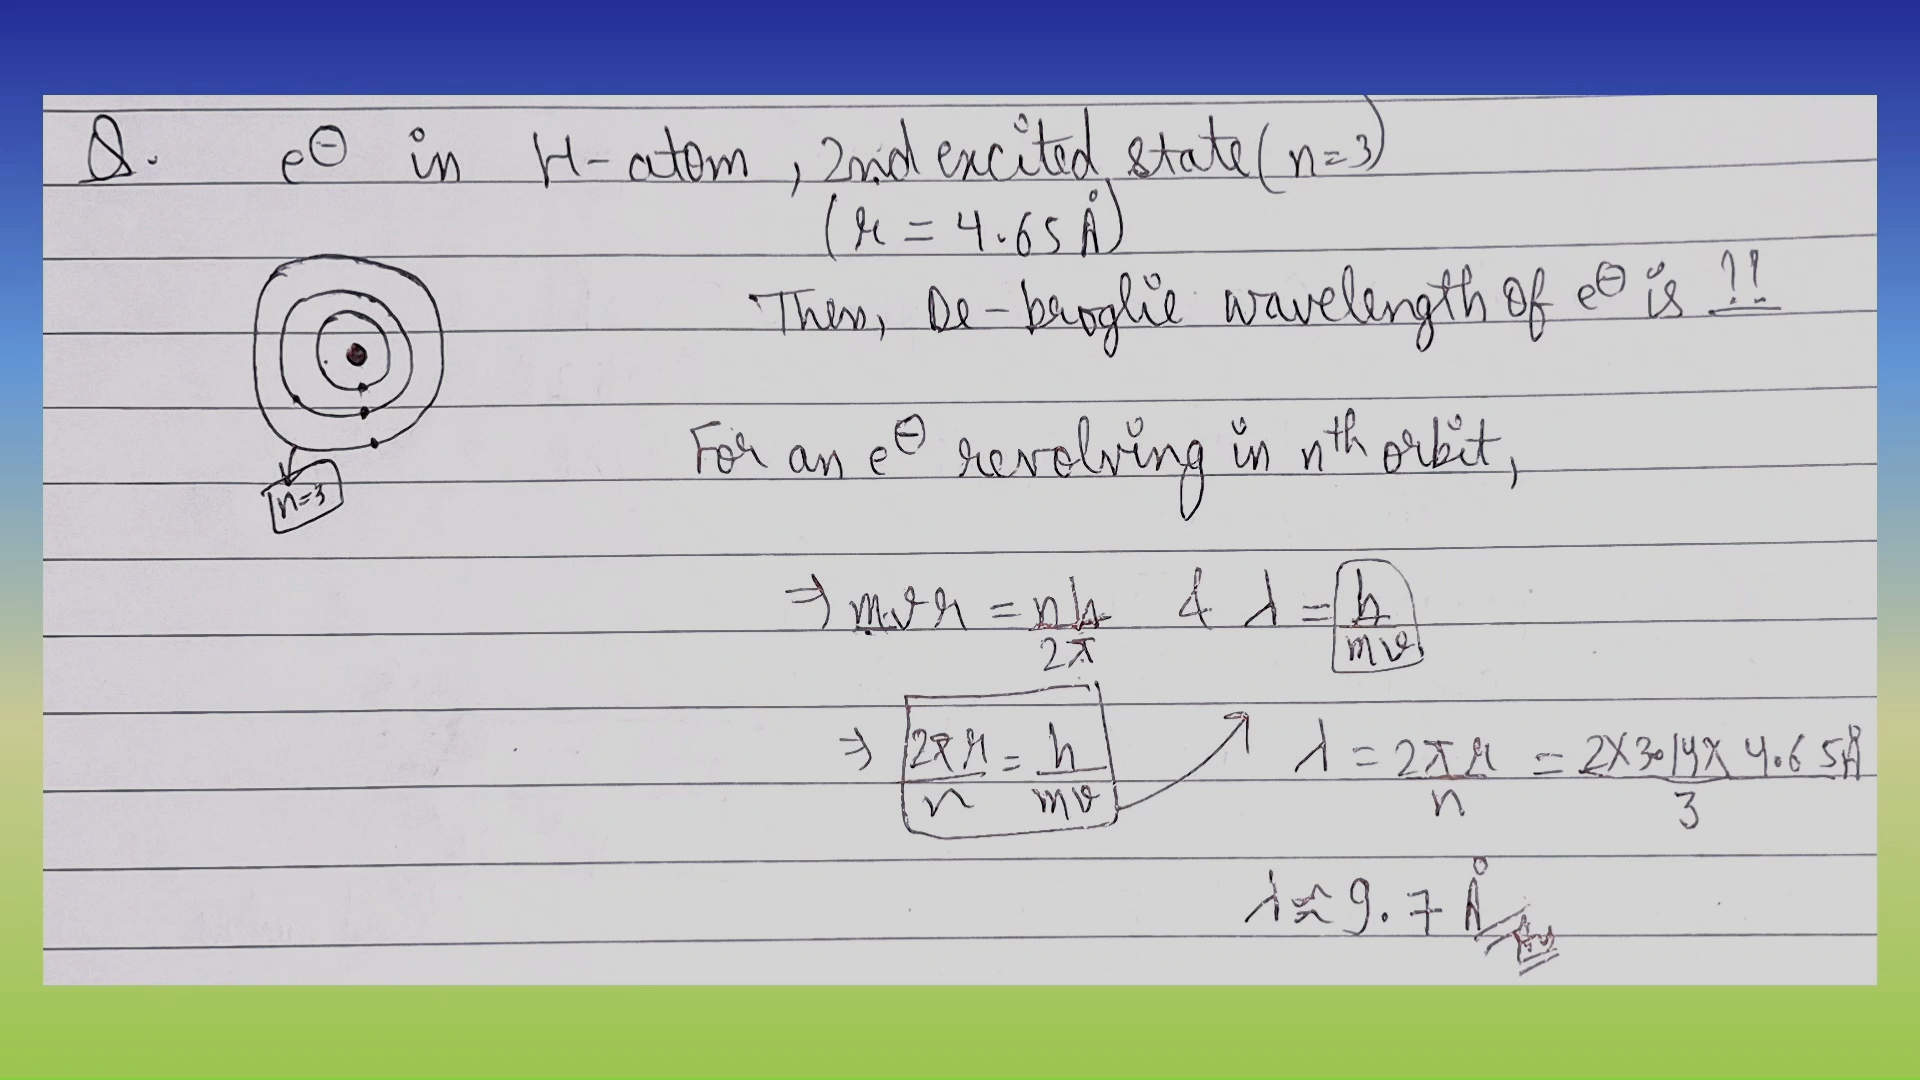 Q. e⊖ in H-atom, 2nd excited state (n=3)
(r = 4.65 Å)
Then, De-broglie wavelength of e⊖ is ??
n=3
For an e⊖ revolving in nth orbit,
⇒ mvr = nh/2π & λ = h/mv
⇒ 2πr/n = h/mv λ = 2πr/n = 2×3.14×4.65Å/3
λ ≈ 9.7 Å Ans